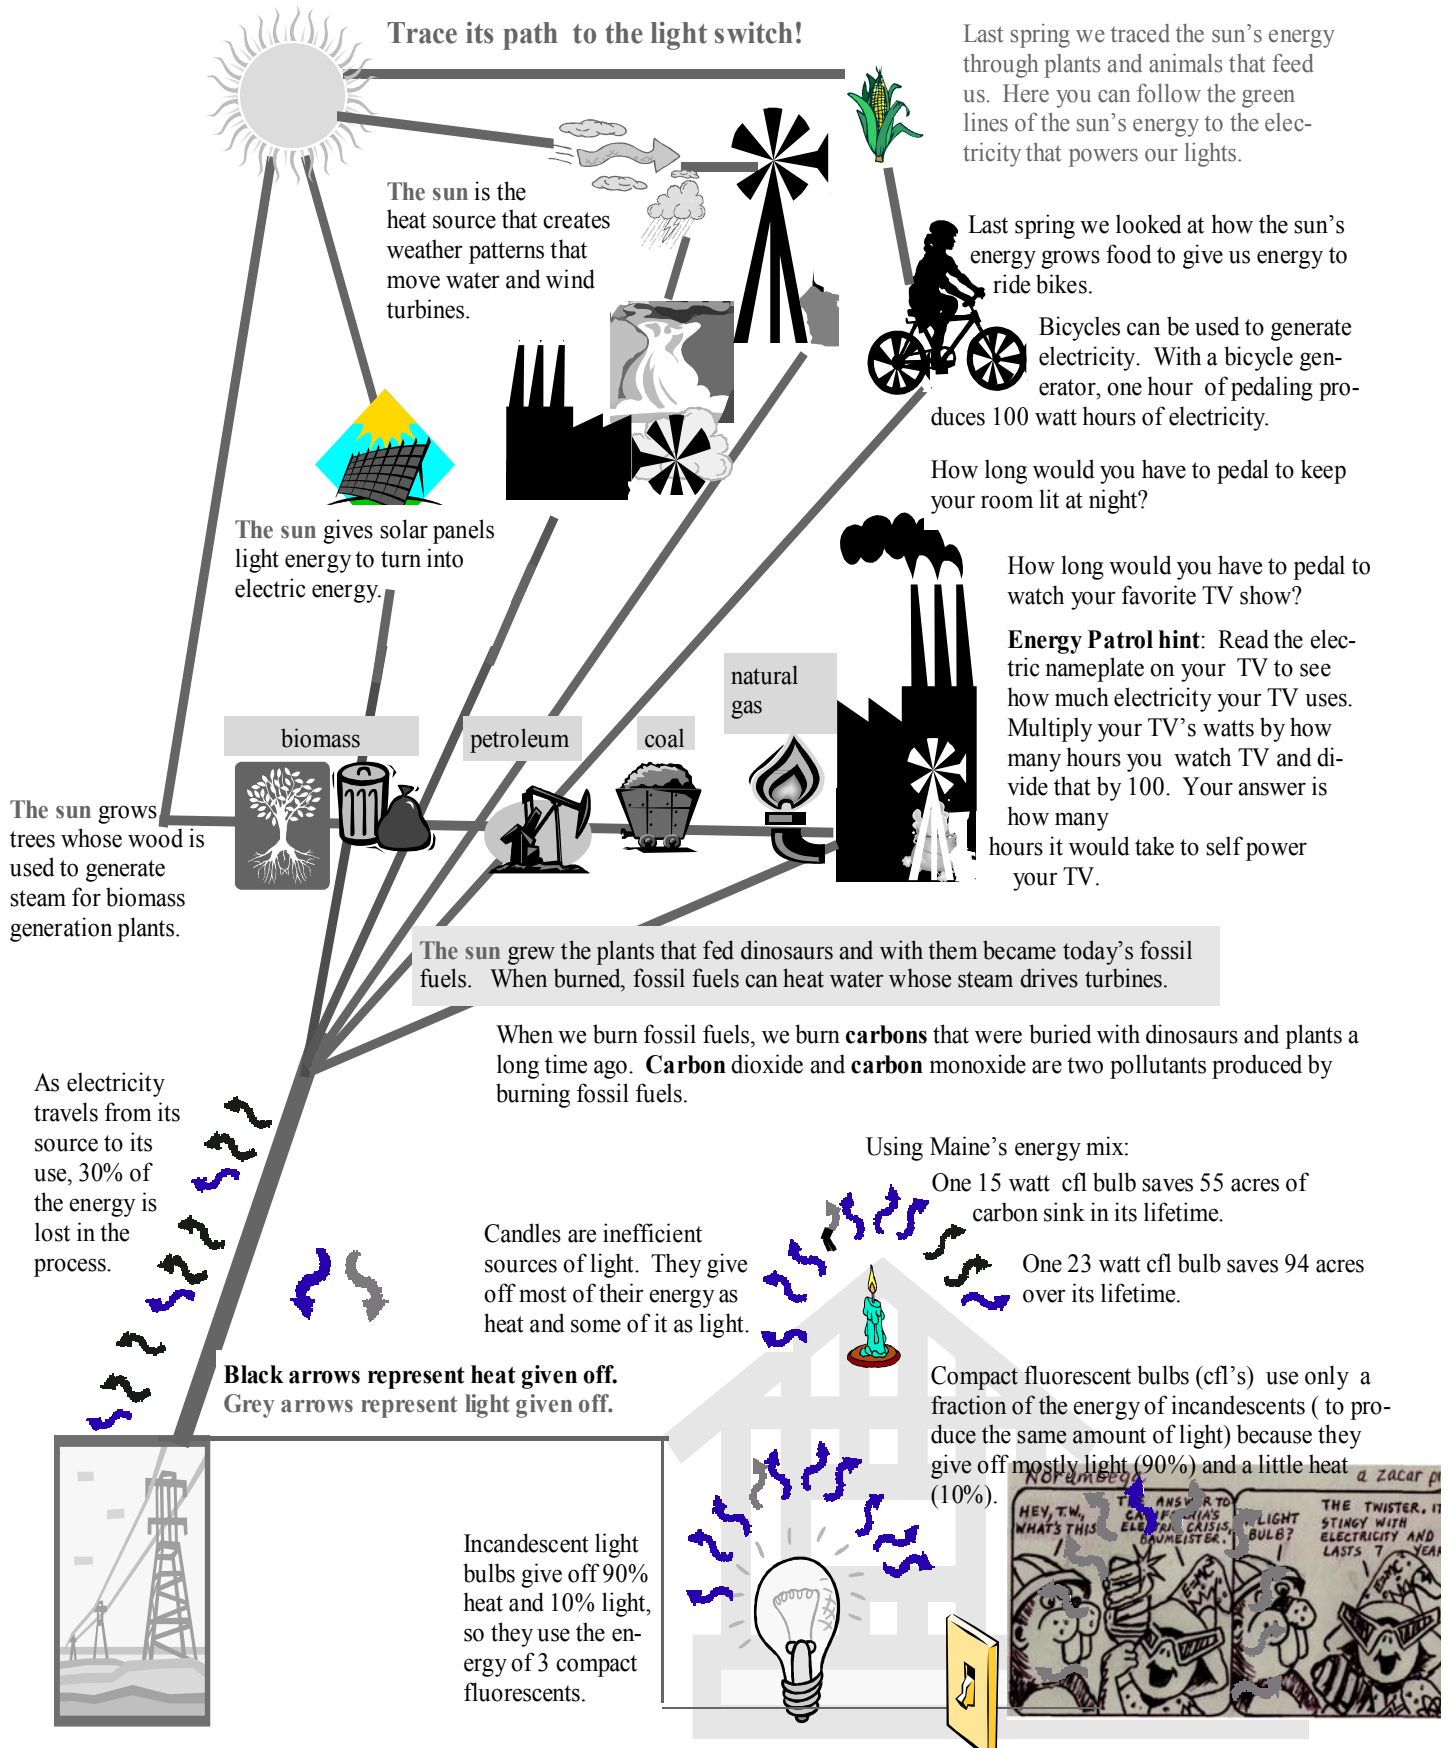 Trace its path  to the light switch!
Last spring we traced the sun's energy
through plants and animals that feed
us.  Here you can follow the green
lines of the sun's energy to the elec-
tricity that powers our lights.
The sun is the
heat source that creates
weather patterns that
move water and wind
turbines.
Last spring we looked at how the sun's
energy grows food to give us energy to
ride bikes.
Bicycles can be used to generate
electricity.  With a bicycle gen-
erator, one hour  of pedaling pro-
duces 100 watt hours of electricity.
How long would you have to pedal to keep
your room lit at night?
The sun gives solar panels
light energy to turn into
electric energy.
How long would you have to pedal to
watch your favorite TV show?
Energy Patrol hint:  Read the elec-
tric nameplate on your  TV to see
how much electricity your TV uses.
Multiply your TV's watts by how
many hours you  watch TV and di-
vide that by 100.  Your answer is
how many
hours it would take to self power
your TV.
natural
gas
biomass
petroleum
coal
The sun grows
trees whose wood is
used to generate
steam for biomass
generation plants.
The sun grew the plants that fed dinosaurs and with them became today's fossil
fuels.   When burned, fossil fuels can heat water whose steam drives turbines.
When we burn fossil fuels, we burn carbons that were buried with dinosaurs and plants a
long time ago.  Carbon dioxide and carbon monoxide are two pollutants produced by
burning fossil fuels.
As electricity
travels from its
source to its
use, 30% of
the energy is
lost in the
process.
Using Maine's energy mix:
One 15 watt  cfl bulb saves 55 acres of
carbon sink in its lifetime.
One 23 watt cfl bulb saves 94 acres
over its lifetime.
Candles are inefficient
sources of light.  They give
off most of their energy as
heat and some of it as light.
Black arrows represent heat given off.
Grey arrows represent light given off.
Compact fluorescent bulbs (cfl's)  use only  a
fraction of the energy of incandescents ( to pro-
duce the same amount of light) because they
give off mostly light (90%) and a little heat
(10%).
Incandescent light
bulbs give off 90%
heat and 10% light,
so they use the en-
ergy of 3 compact
fluorescents.
Norumbega
a zacar
HEY, T.W,
WHAT'S THIS
ANSWER TO
CRISIS,
BAUMEISTER.
LIGHT
BULB?
THE TWISTER. IT
STINGY WITH
ELECTRICITY AND
LASTS 7
E=MC